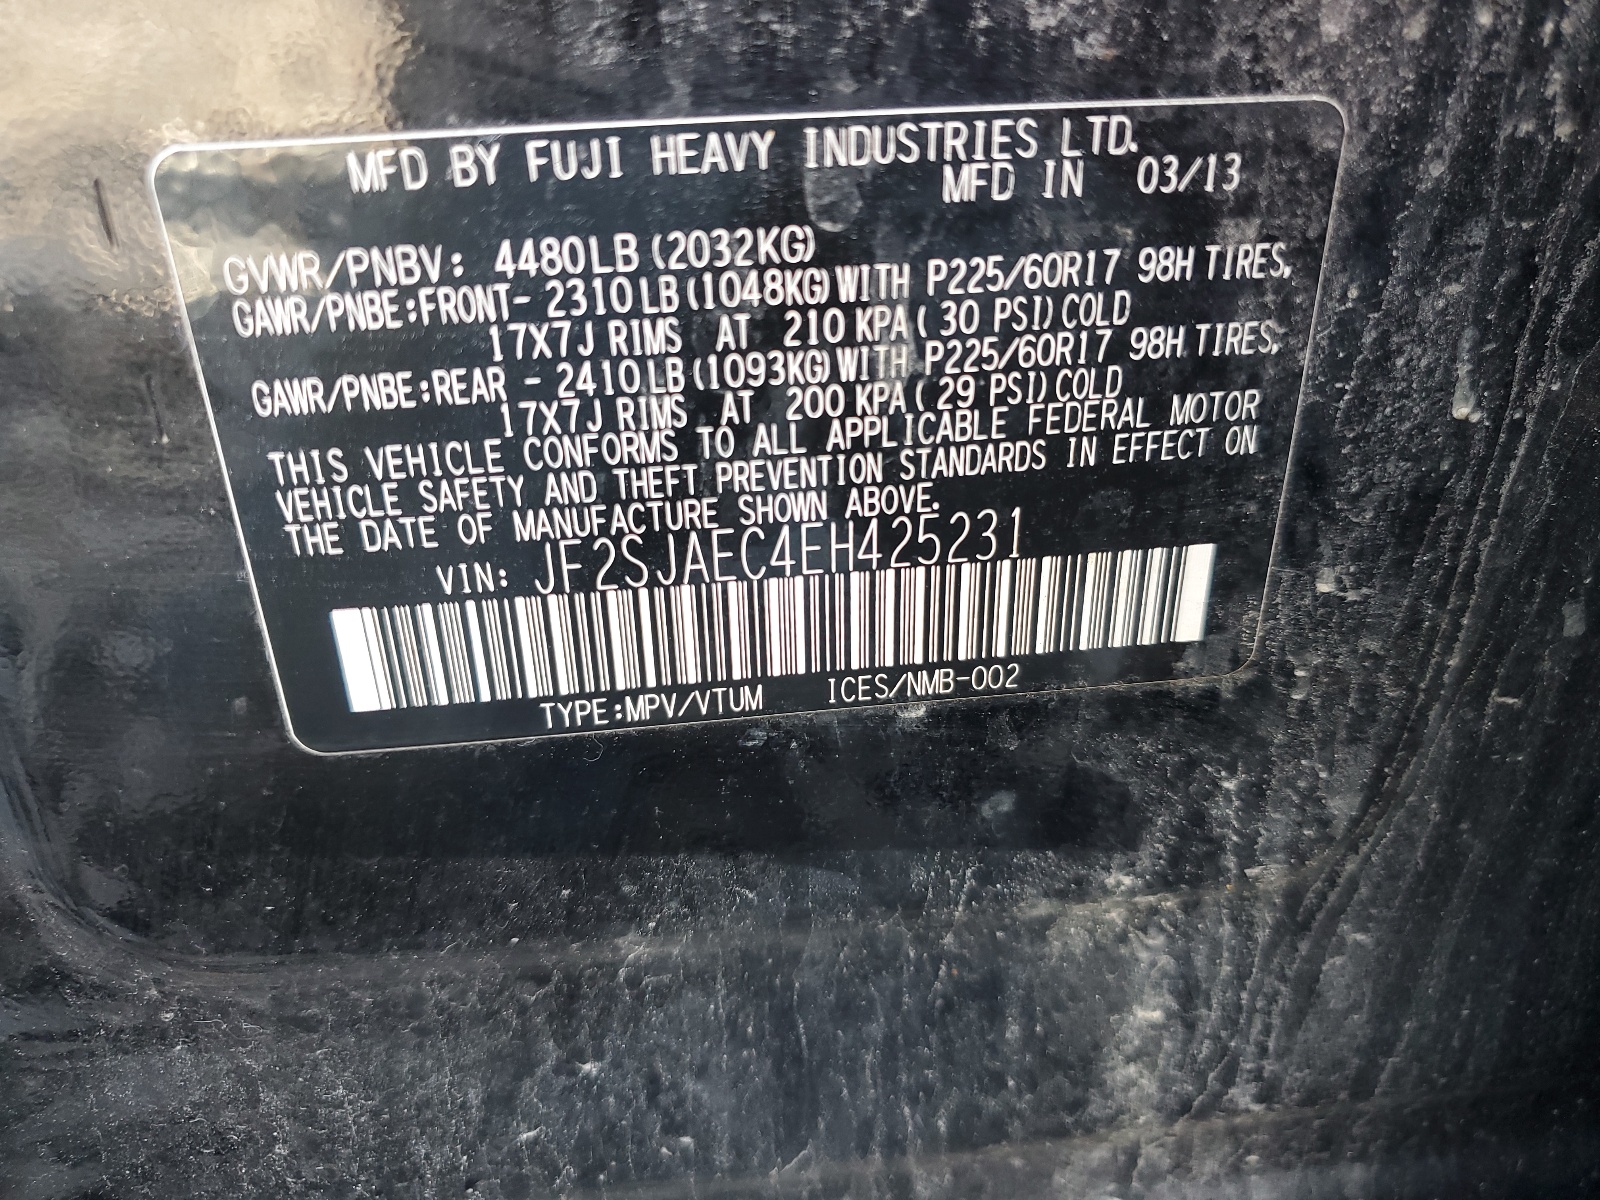 MFD BY FUJI HEAVY INDUSTRIES LTD.
MFD IN 03/13
GVWR/PNBV: 4480LB (2032KG)
GAWR/PNBE:FRONT- 2310LB(1048KG)WITH P225/60R17 98H TIRES,
17X7J RIMS AT 210 KPA( 30 PSI)COLD
GAWR/PNBE:REAR - 2410LB(1093KG)WITH P225/60R17 98H TIRES,
17X7J RIMS AT 200 KPA( 29 PSI)COLD
THIS VEHICLE CONFORMS TO ALL APPLICABLE FEDERAL MOTOR
VEHICLE SAFETY AND THEFT PREVENTION STANDARDS IN EFFECT ON
THE DATE OF MANUFACTURE SHOWN ABOVE.
VIN: JF2SJAEC4EH425231
TYPE:MPV/VTUM ICES/NMB-002